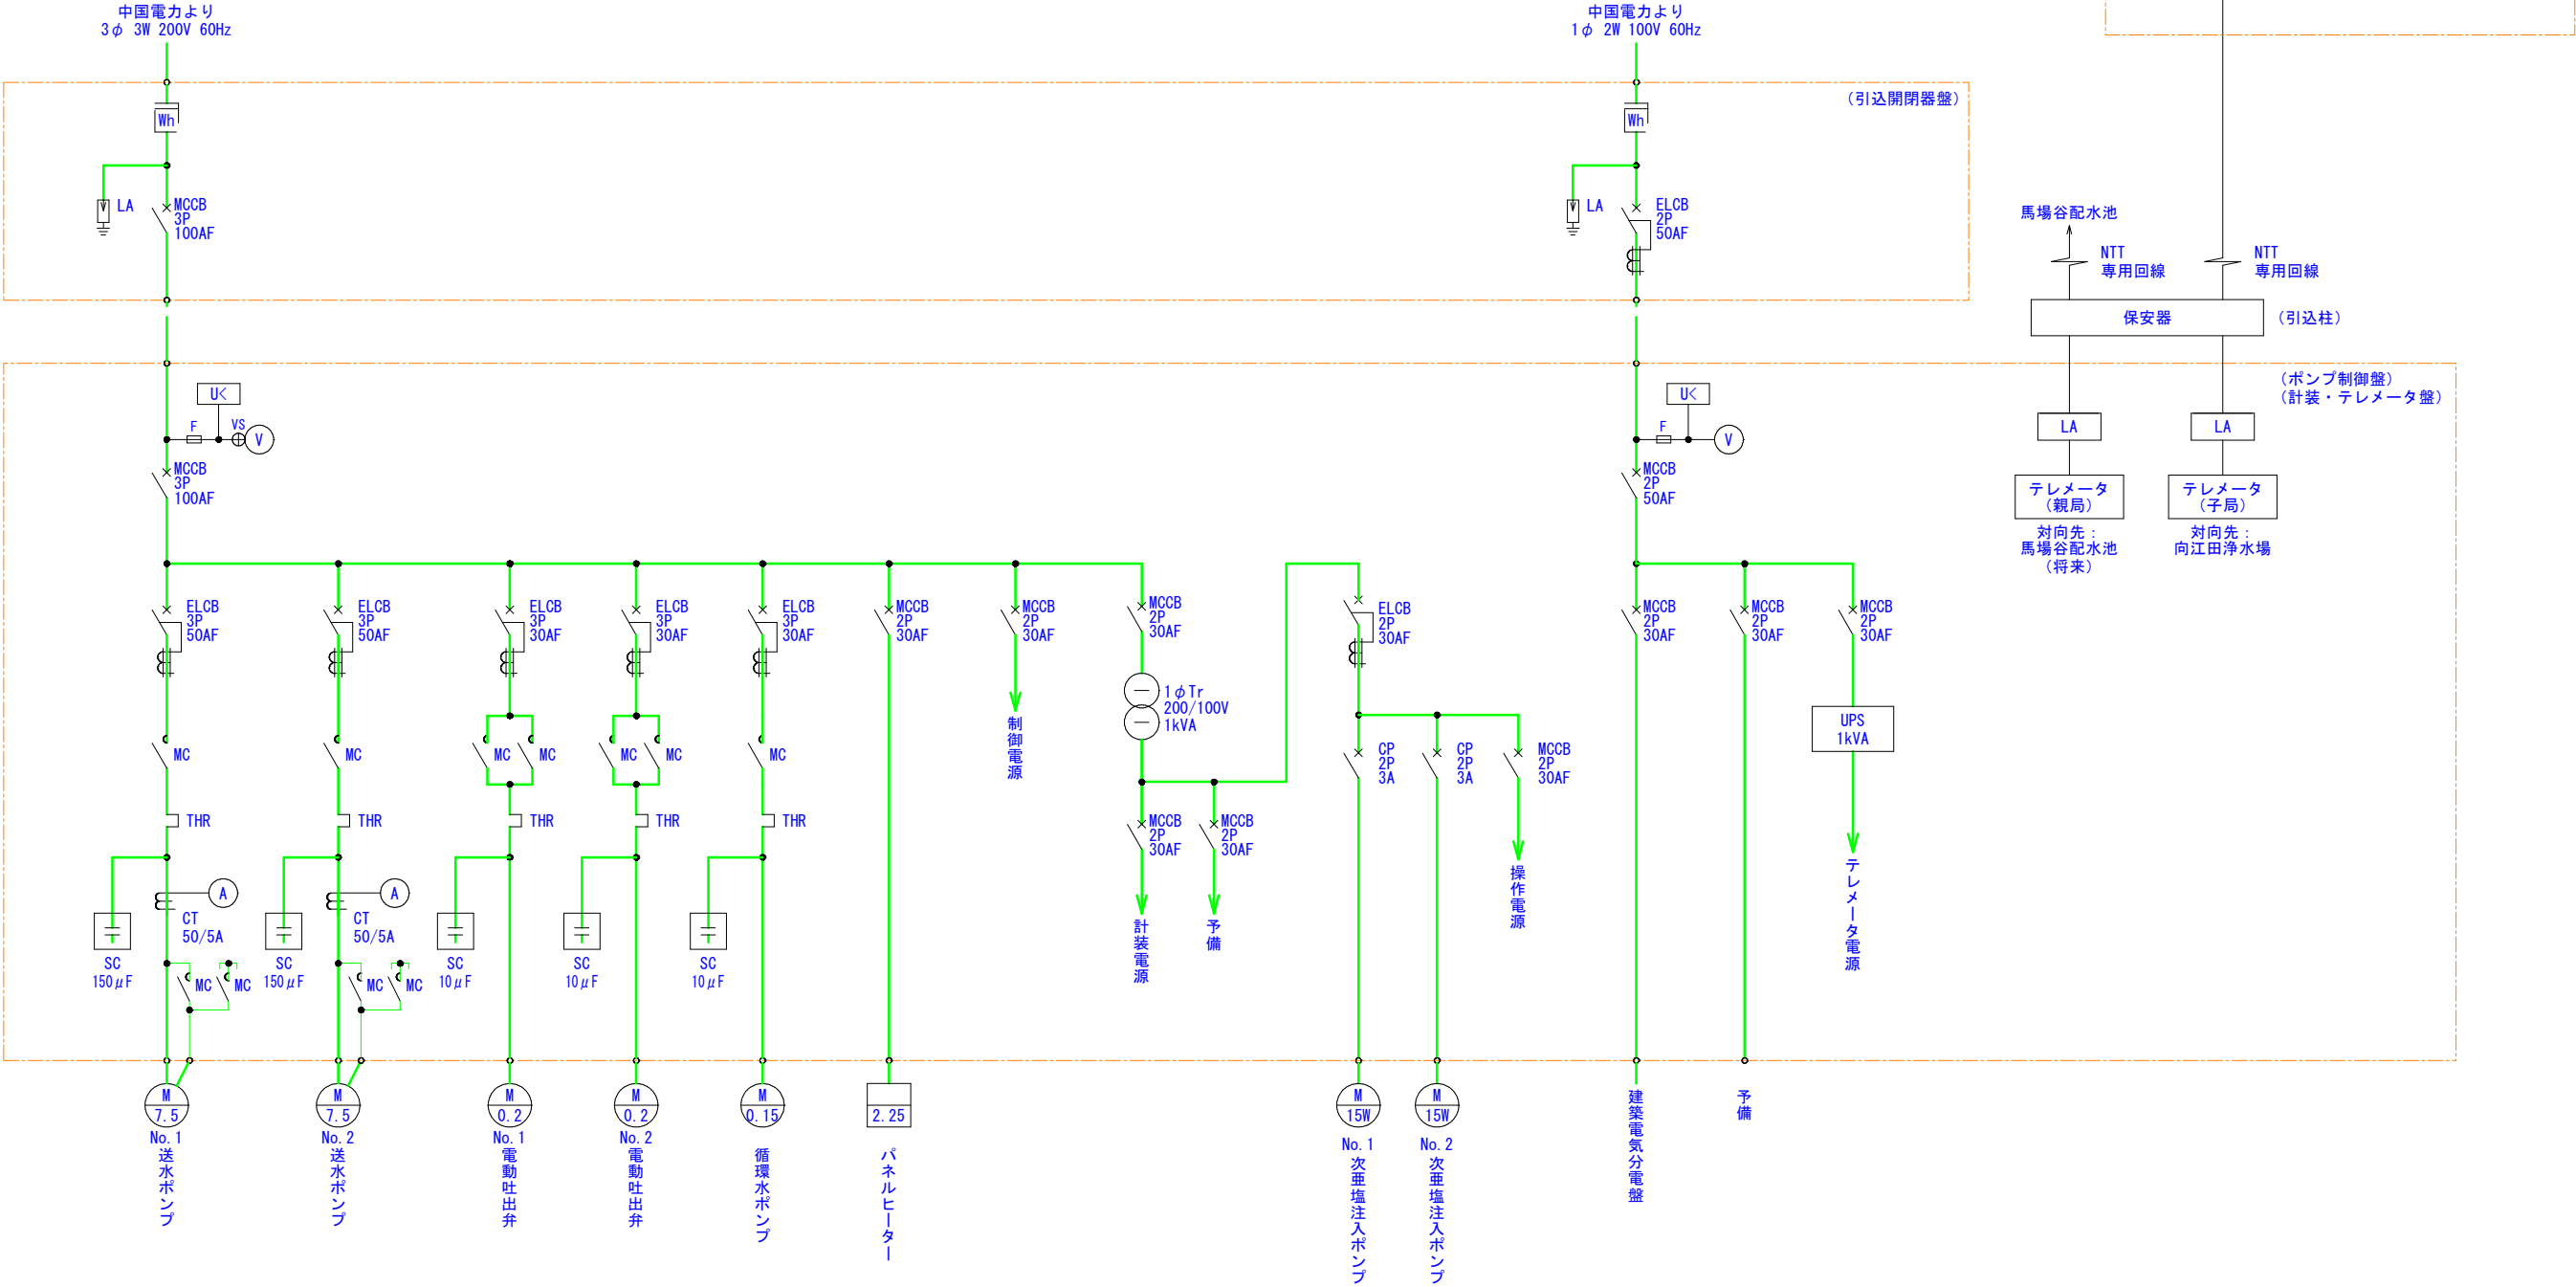 中国電力より
3φ 3W 200V 60Hz
中国電力より
1φ 2W 100V 60Hz
(引込開閉器盤)
Wh
LA
MCCB
3P
100AF
Wh
LA
ELCB
2P
50AF
馬場谷配水池
NTT
専用回線
NTT
専用回線
保安器
(引込柱)
(ポンプ制御盤)
(計装・テレメータ盤)
U<
F
VS
V
MCCB
3P
100AF
U<
F
V
MCCB
2P
50AF
LA
LA
テレメータ
(親局)
テレメータ
(子局)
対向先:
馬場谷配水池
(将来)
対向先:
向江田浄水場
ELCB
3P
50AF
ELCB
3P
50AF
ELCB
3P
30AF
ELCB
3P
30AF
ELCB
3P
30AF
MCCB
2P
30AF
MCCB
2P
30AF
MCCB
2P
30AF
ELCB
2P
30AF
MCCB
2P
30AF
MCCB
2P
30AF
MCCB
2P
30AF
1φTr
200/100V
1kVA
制御電源
UPS
1kVA
MC
MC
MC
MC
MC
MC
MC
CP
2P
3A
CP
2P
3A
MCCB
2P
30AF
THR
THR
THR
THR
THR
MCCB
2P
30AF
MCCB
2P
30AF
操作電源
テレメータ電源
計装電源
予備
A
CT
50/5A
A
CT
50/5A
SC
150μF
SC
150μF
SC
10μF
SC
10μF
SC
10μF
MC
MC
MC
MC
M
7.5
No.1
送水ポンプ
M
7.5
No.2
送水ポンプ
M
0.2
No.1
電動吐出弁
M
0.2
No.2
電動吐出弁
M
0.15
循環水ポンプ
2.25
パネルヒーター
M
15W
No.1
次亜塩注入ポンプ
M
15W
No.2
次亜塩注入ポンプ
建築電気分電盤
予備